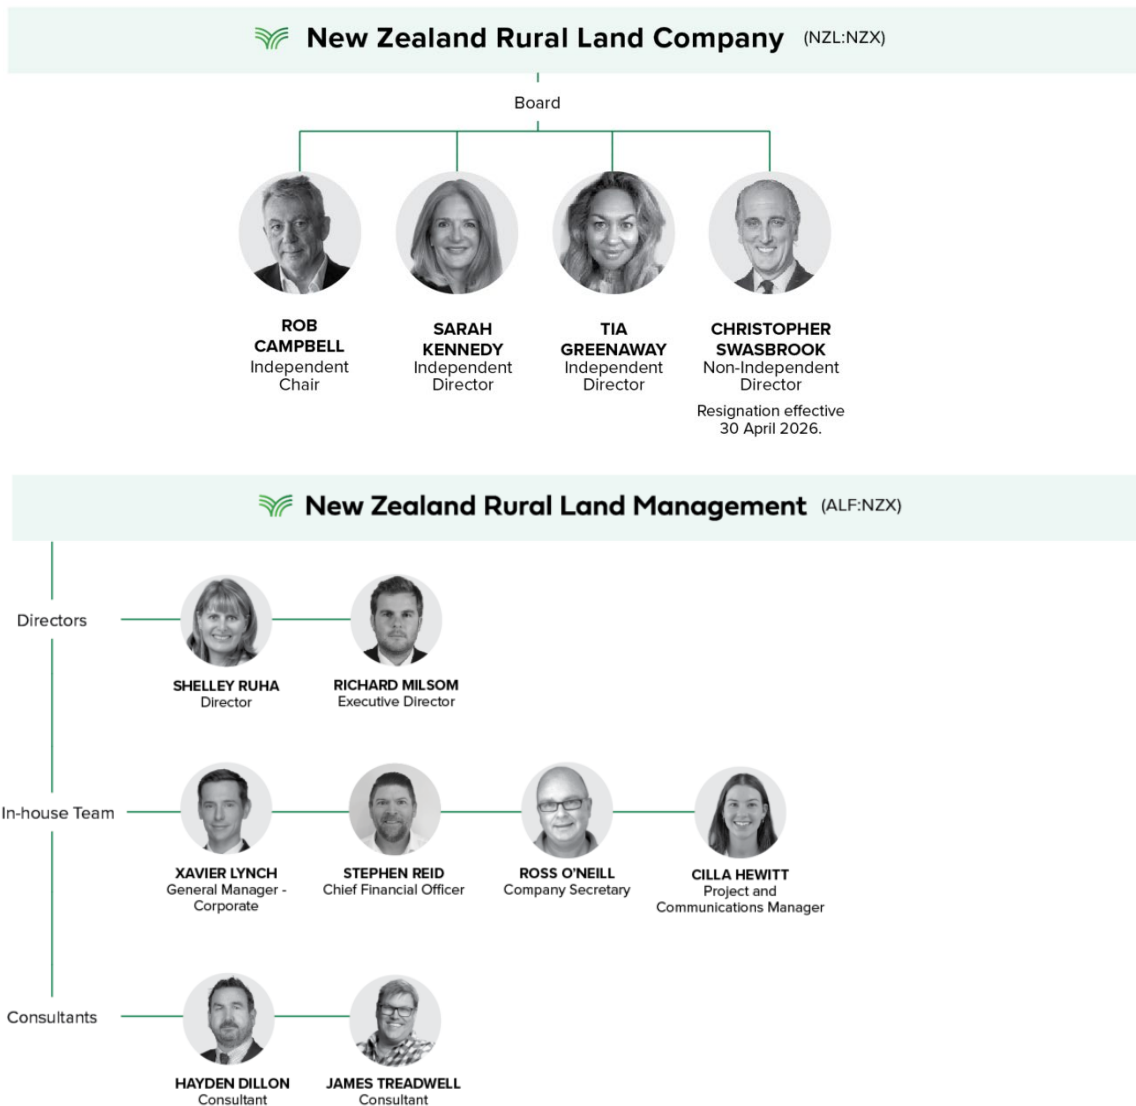 New Zealand Rural Land Company (NZL:NZX)
Board
ROB
CAMPBELL
Independent
Chair
SARAH
KENNEDY
Independent
Director
TIA
GREENAWAY
Independent
Director
CHRISTOPHER
SWASBROOK
Non-Independent
Director
Resignation effective
30 April 2026.
New Zealand Rural Land Management (ALF:NZX)
Directors
SHELLEY RUHA
Director
RICHARD MILSOM
Executive Director
In-house Team
XAVIER LYNCH
General Manager -
Corporate
STEPHEN REID
Chief Financial Officer
ROSS O'NEILL
Company Secretary
CILLA HEWITT
Project and
Communications Manager
Consultants
HAYDEN DILLON
Consultant
JAMES TREADWELL
Consultant